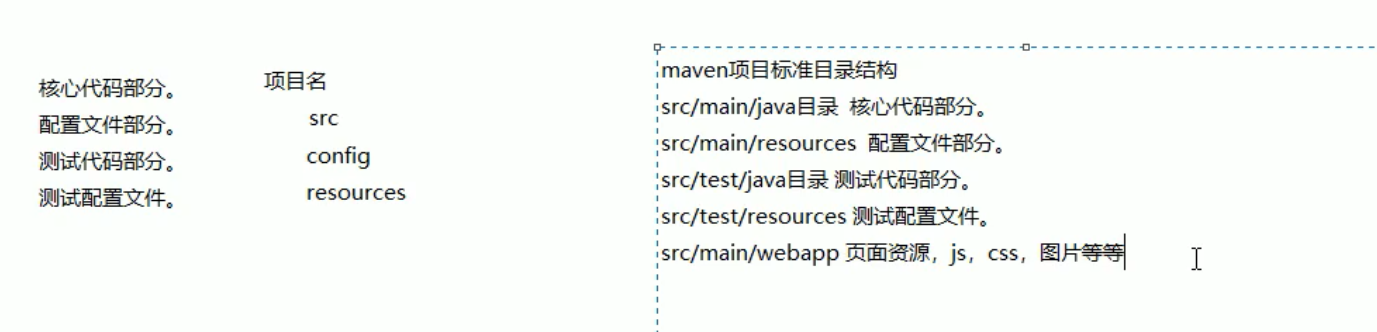 核心代码部分。
配置文件部分。
测试代码部分。
测试配置文件。
项目名
src
config
resources
maven项目标准目录结构
src/main/java目录 核心代码部分。
src/main/resources 配置文件部分。
src/test/java目录 测试代码部分。
src/test/resources 测试配置文件。
src/main/webapp 页面资源，js，css，图片等等